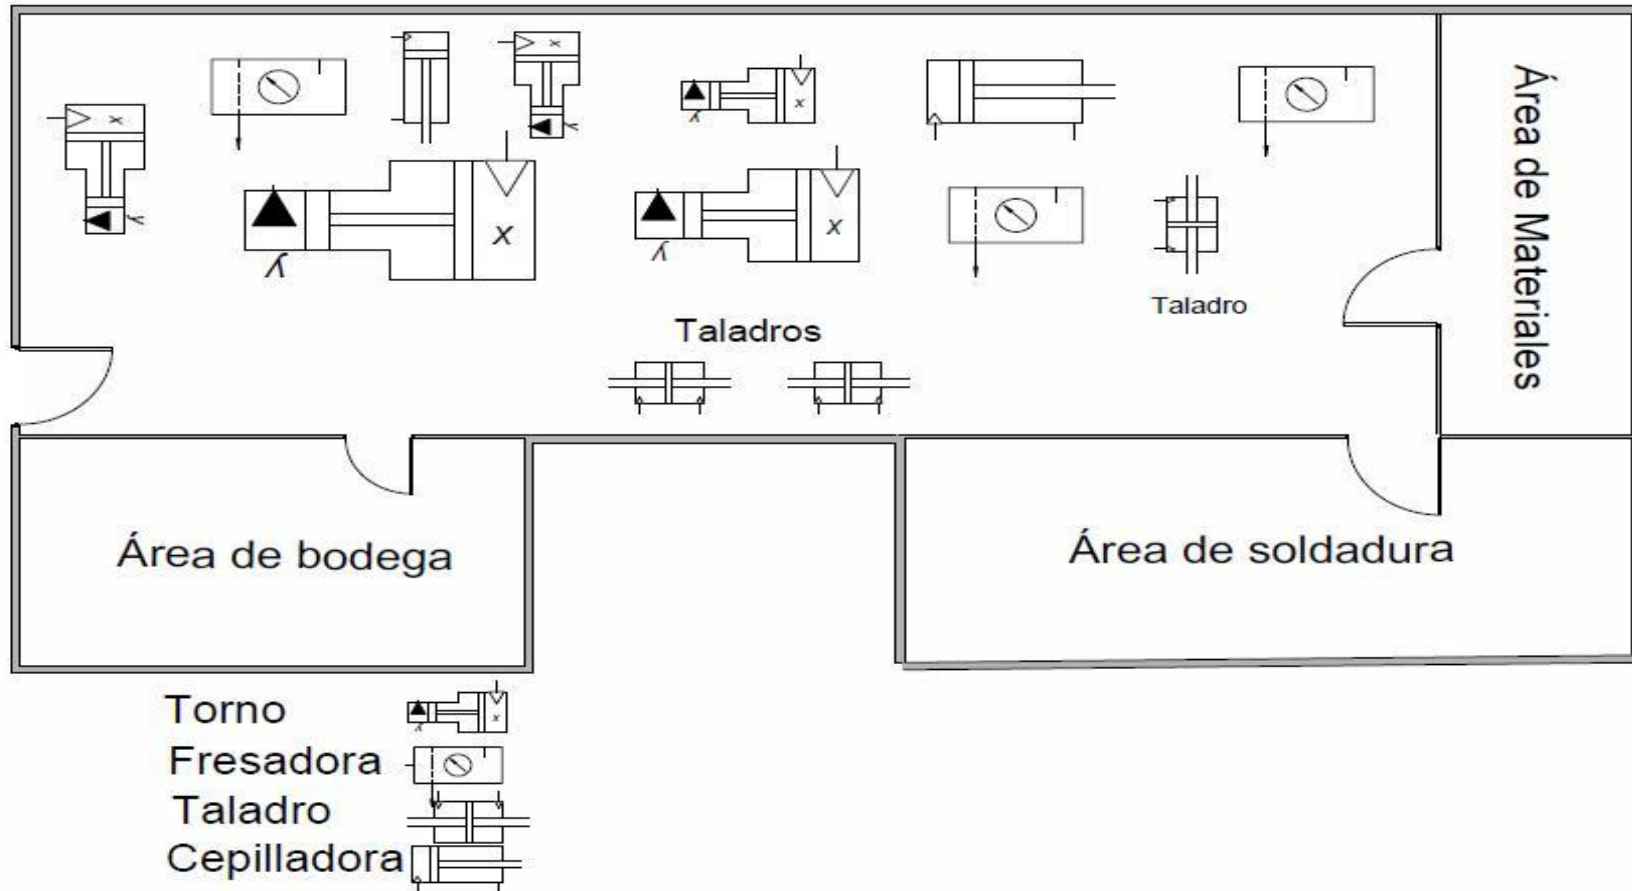 x
y
x
y
x
y
x
y
x
y
Taladro
Taladros
Área de Materiales
Área de bodega
Área de soldadura
Torno
x
y
Fresadora
Taladro
Cepilladora